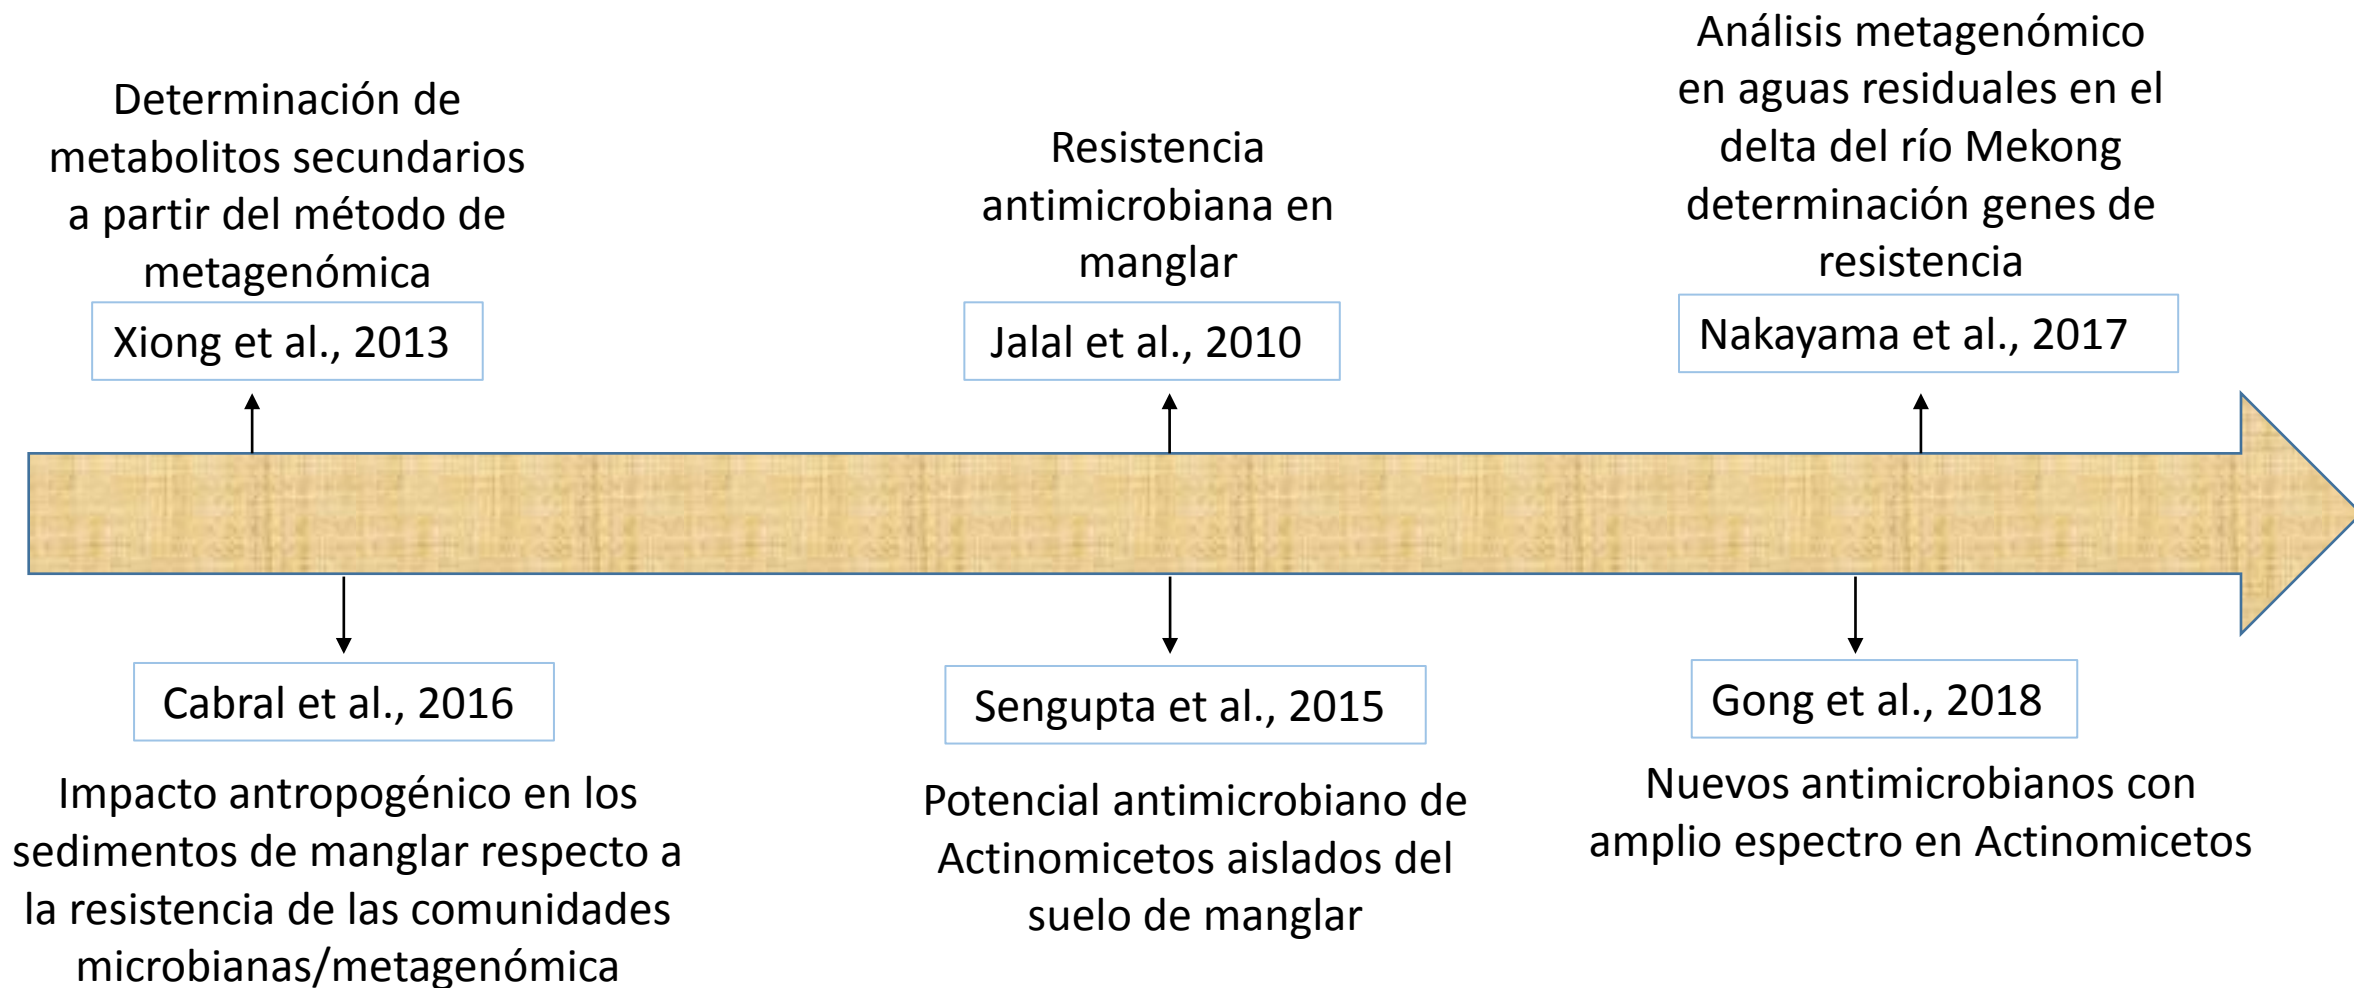 Determinación de
metabolitos secundarios
a partir del método de
metagenómica
Xiong et al., 2013
Resistencia
antimicrobiana en
manglar
Jalal et al., 2010
Análisis metagenómico
en aguas residuales en el
delta del río Mekong
determinación genes de
resistencia
Nakayama et al., 2017
Cabral et al., 2016
Impacto antropogénico en los
sedimentos de manglar respecto a
la resistencia de las comunidades
microbianas/metagenómica
Sengupta et al., 2015
Potencial antimicrobiano de
Actinomicetos aislados del
suelo de manglar
Gong et al., 2018
Nuevos antimicrobianos con
amplio espectro en Actinomicetos